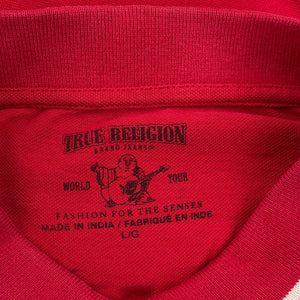 TRUE RELIGION
BRAND JEANS
WORLD TOUR
FASHION FOR THE SENSES
MADE IN INDIA / FABRIQUÉ EN INDE
L/G